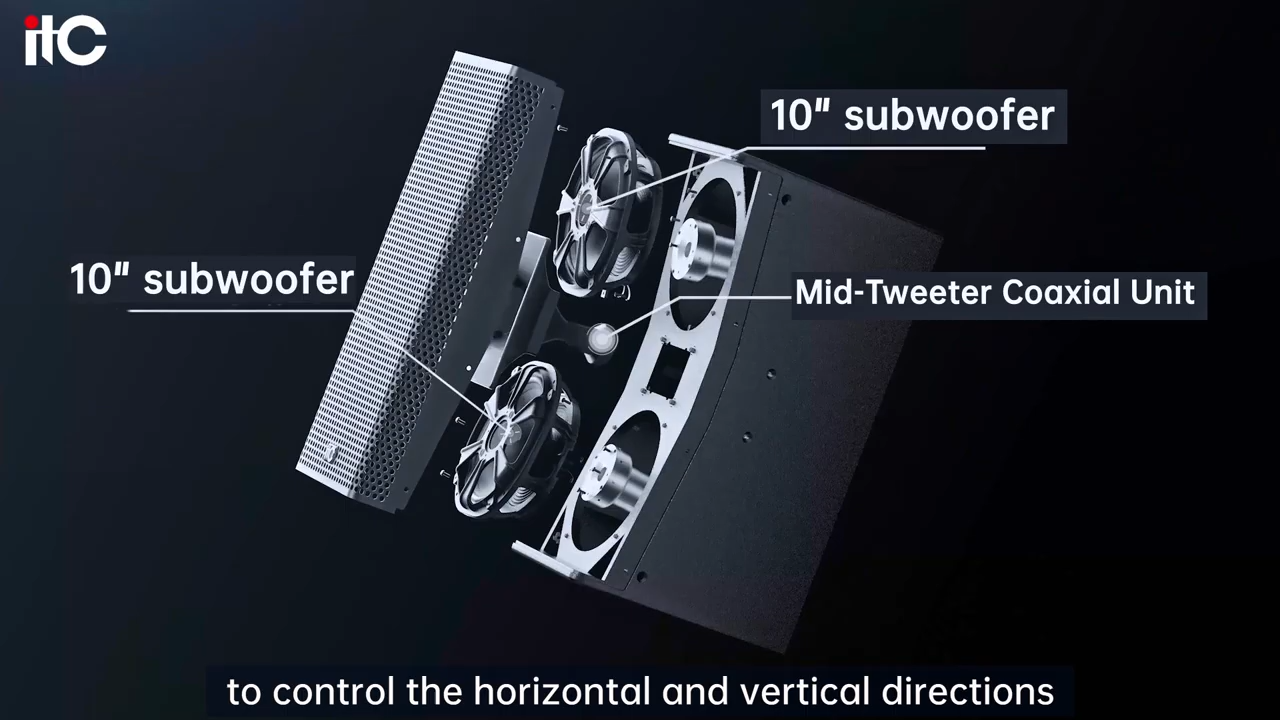 itc
10" subwoofer
10" subwoofer
Mid-Tweeter Coaxial Unit
to control the horizontal and vertical directions